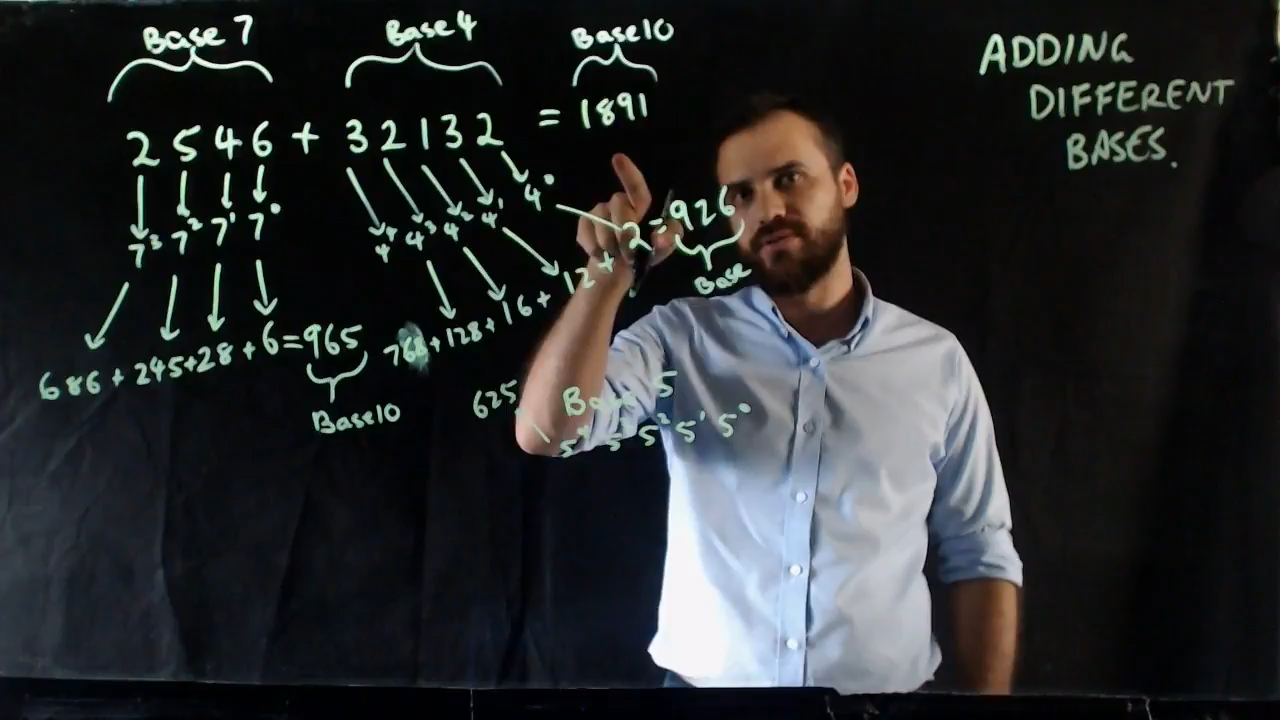 Base 7 Base 4 Base10
ADDING
DIFFERENT
BASES.
2546 + 32132 = 1891
7³ 7² 7¹ 7⁰ 4⁴ 4³ 4² 4¹ 4⁰
686 + 245+28 + 6=965
768+128+16+12+2=926
Base10
Base
625
Base 5
5⁴ 5³ 5² 5¹ 5⁰